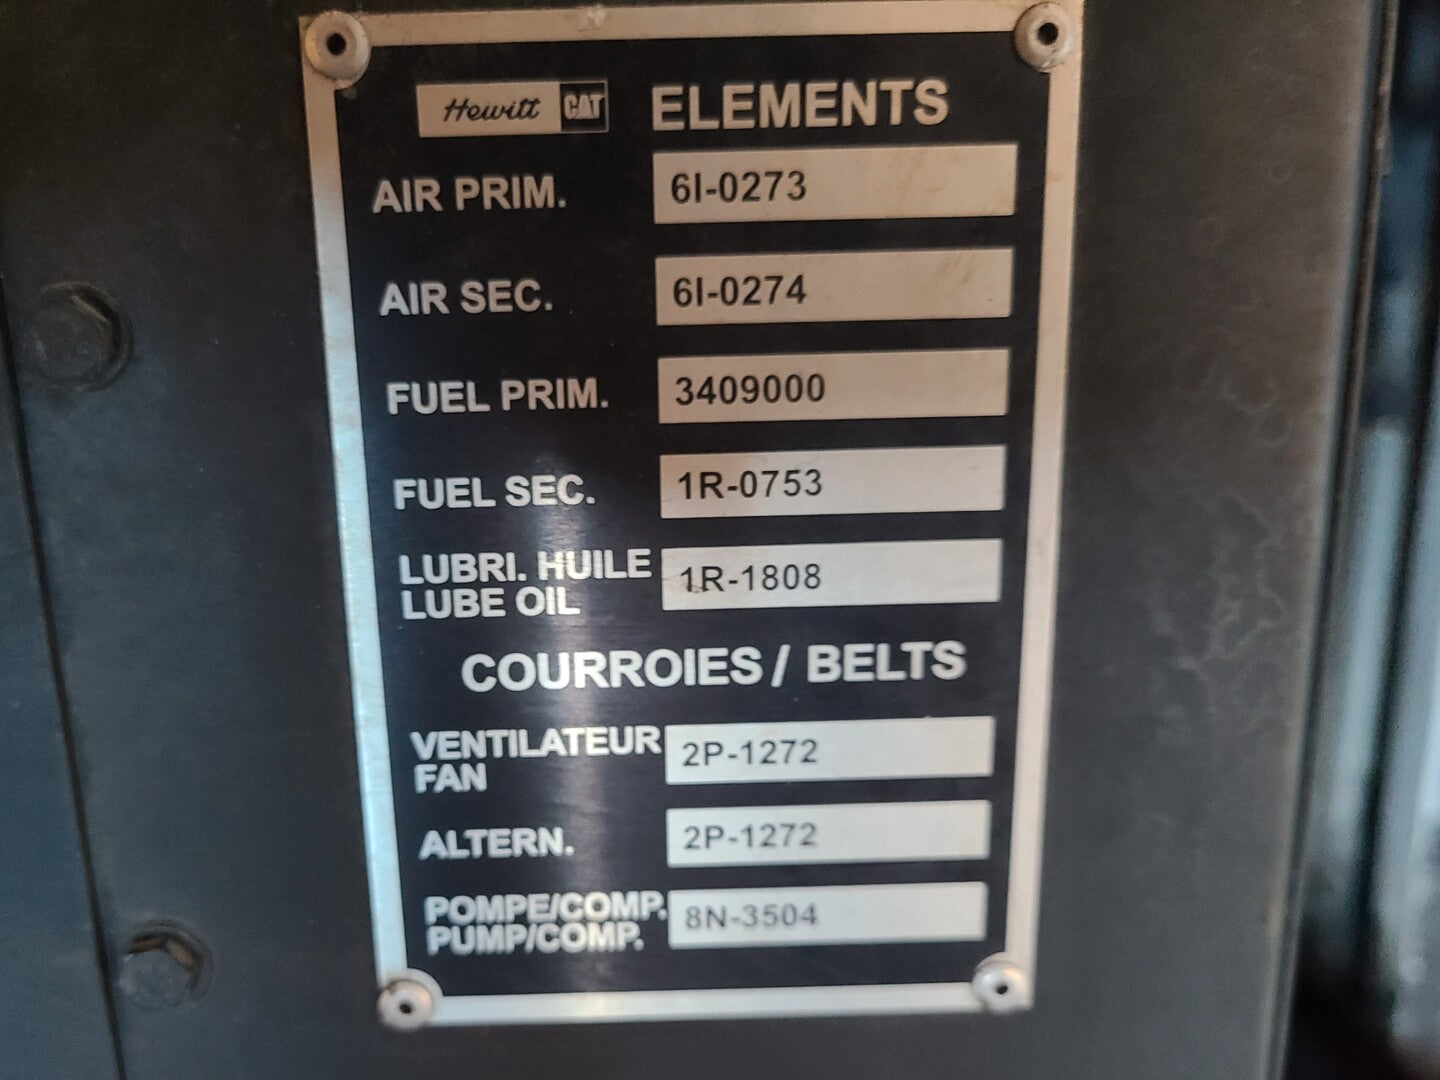 Hewitt CAT ELEMENTS
AIR PRIM. 6I-0273
AIR SEC. 6I-0274
FUEL PRIM. 3409000
FUEL SEC. 1R-0753
LUBRI. HUILE
LUBE OIL 1R-1808
COURROIES / BELTS
VENTILATEUR
FAN 2P-1272
ALTERN. 2P-1272
POMPE/COMP.
PUMP/COMP. 8N-3504